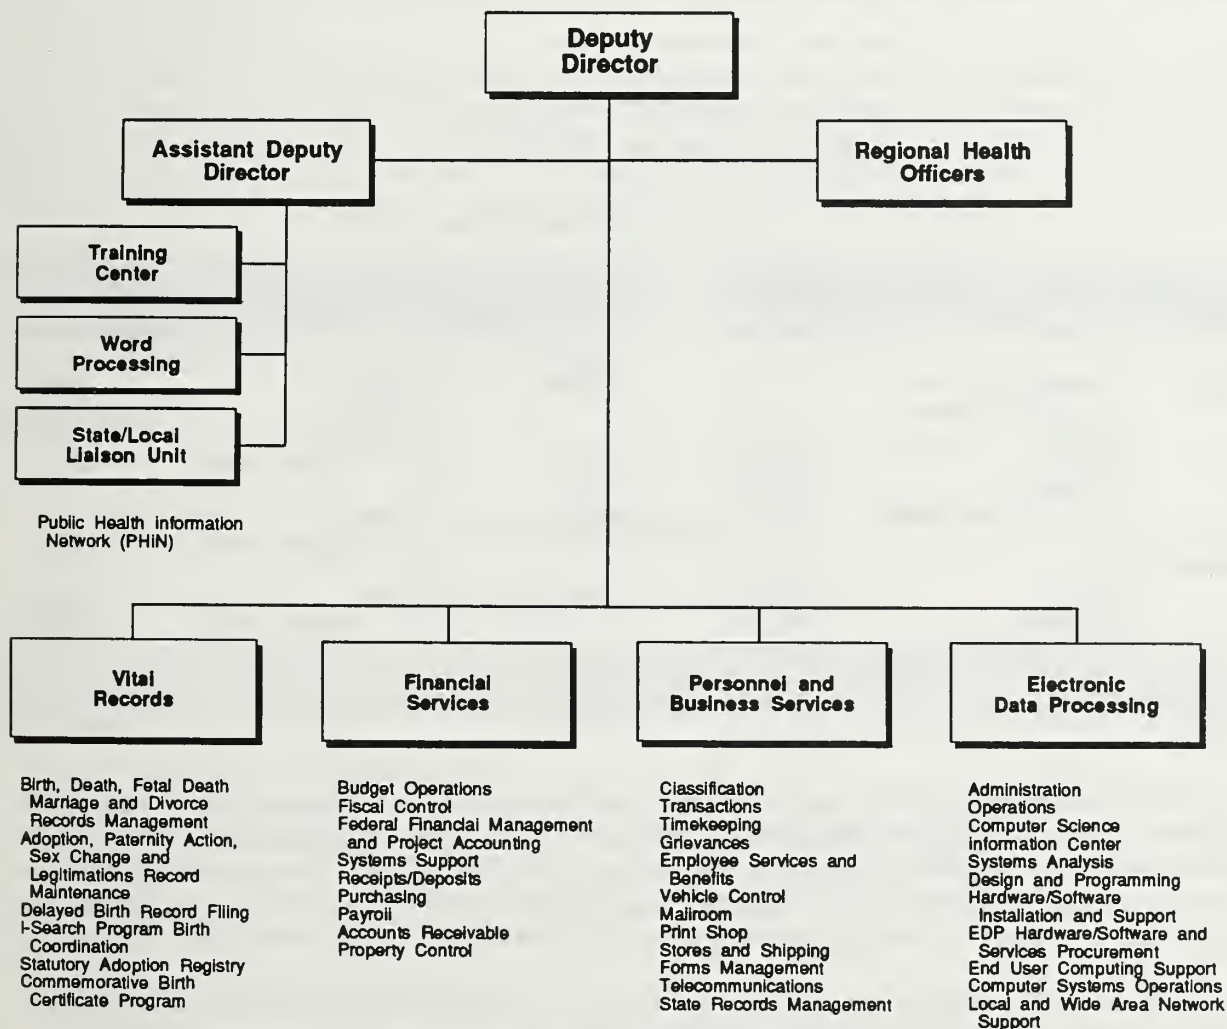 Deputy
Director
Assistant Deputy
Director
Regional Health
Officers
Training
Center
Word
Processing
State/Local
Liaison Unit
Public Health Information
Network (PHIN)
Vital
Records
Financial
Services
Personnel and
Business Services
Electronic
Data Processing
Birth, Death, Fetal Death
Marriage and Divorce
Records Management
Adoption, Paternity Action,
Sex Change and
Legitimations Record
Maintenance
Delayed Birth Record Filing
I-Search Program Birth
Coordination
Statutory Adoption Registry
Commemorative Birth
Certificate Program
Budget Operations
Fiscal Control
Federal Financial Management
and Project Accounting
Systems Support
Receipts/Deposits
Purchasing
Payroll
Accounts Receivable
Property Control
Classification
Transactions
Timekeeping
Grievances
Employee Services and
Benefits
Vehicle Control
Mailroom
Print Shop
Stores and Shipping
Forms Management
Telecommunications
State Records Management
Administration
Operations
Computer Science
Information Center
Systems Analysis
Design and Programming
Hardware/Software
Installation and Support
EDP Hardware/Software and
Services Procurement
End User Computing Support
Computer Systems Operations
Local and Wide Area Network
Support